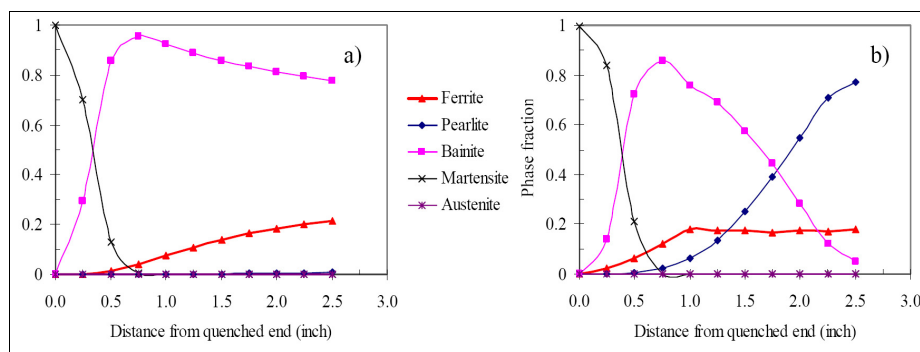 a)
1
0.8
0.6
0.4
0.2
0
0.0 0.5 1.0 1.5 2.0 2.5 3.0
Distance from quenched end (inch)
Ferrite
Pearlite
Bainite
Martensite
Austenite
b)
Phase fraction
1
0.8
0.6
0.4
0.2
0
0.0 0.5 1.0 1.5 2.0 2.5 3.0
Distance from quenched end (inch)